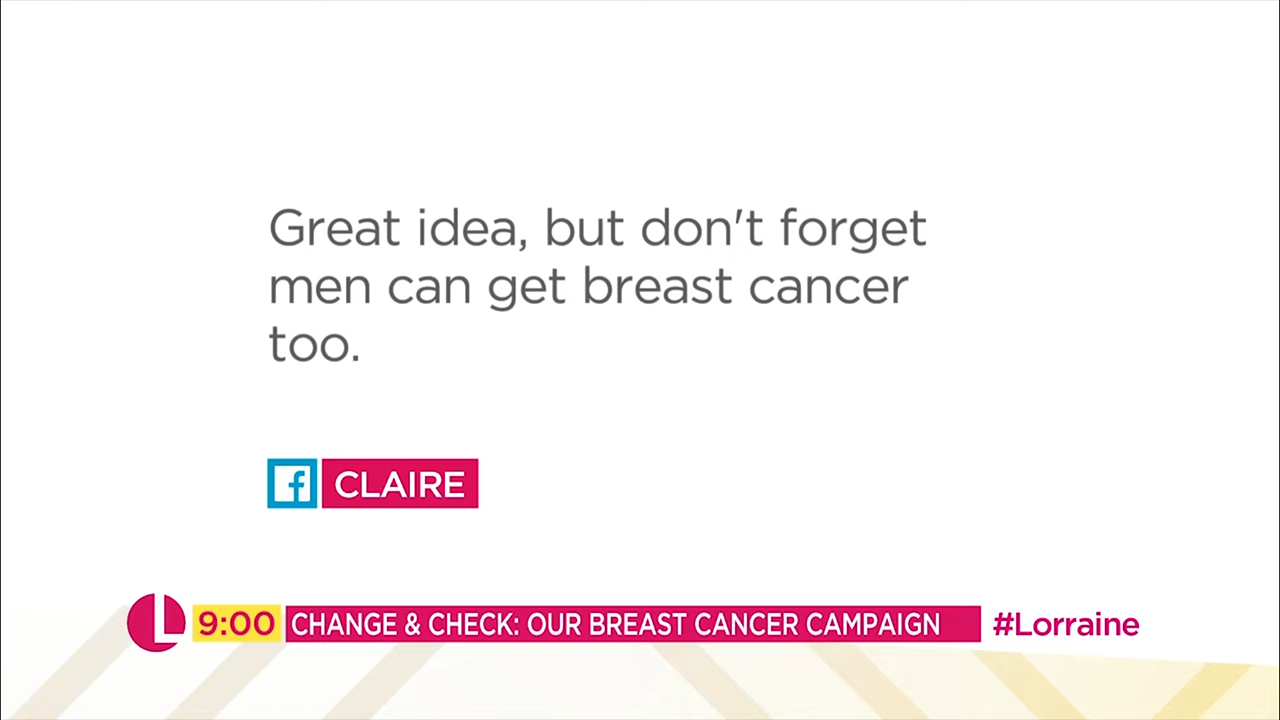 Great idea, but don't forget
men can get breast cancer
too.
f CLAIRE
L 9:00 CHANGE & CHECK: OUR BREAST CANCER CAMPAIGN #Lorraine